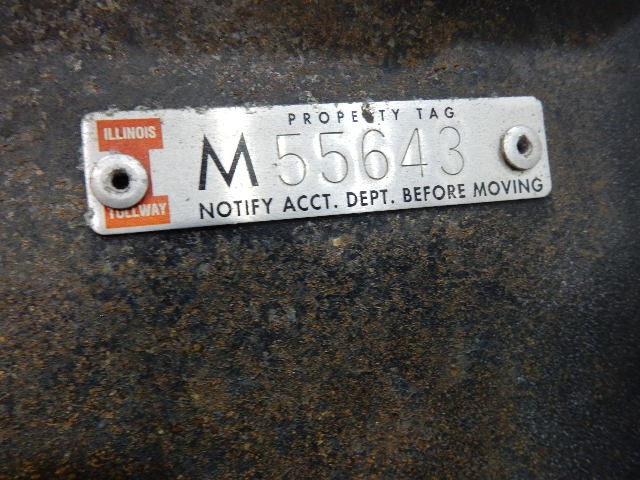 PROPERTY TAG
ILLINOIS
TOLLWAY
M 55643
NOTIFY ACCT. DEPT. BEFORE MOVING